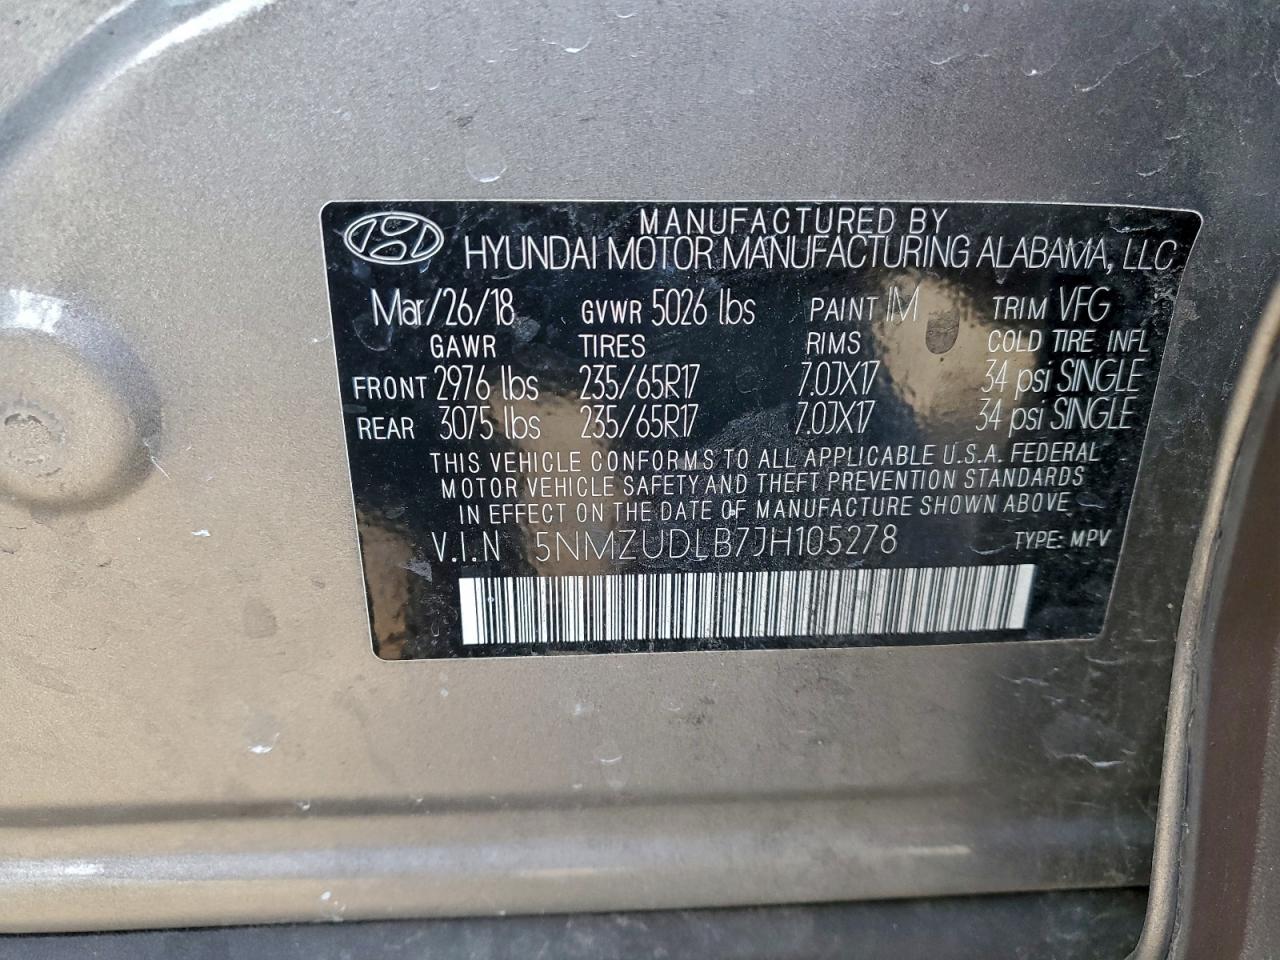 MANUFACTURED BY
HYUNDAI MOTOR MANUFACTURING ALABAMA, LLC
Mar/26/18 GVWR 5026 lbs PAINT IM TRIM VFG
GAWR TIRES RIMS COLD TIRE INFL
FRONT 2976 lbs 235/65R17 7.0JX17 34 psi SINGLE
REAR 3075 lbs 235/65R17 7.0JX17 34 psi SINGLE
THIS VEHICLE CONFORMS TO ALL APPLICABLE U.S.A. FEDERAL
MOTOR VEHICLE SAFETY AND THEFT PREVENTION STANDARDS
IN EFFECT ON THE DATE OF MANUFACTURE SHOWN ABOVE
V.I.N 5NMZUDLB7JH105278 TYPE: MPV